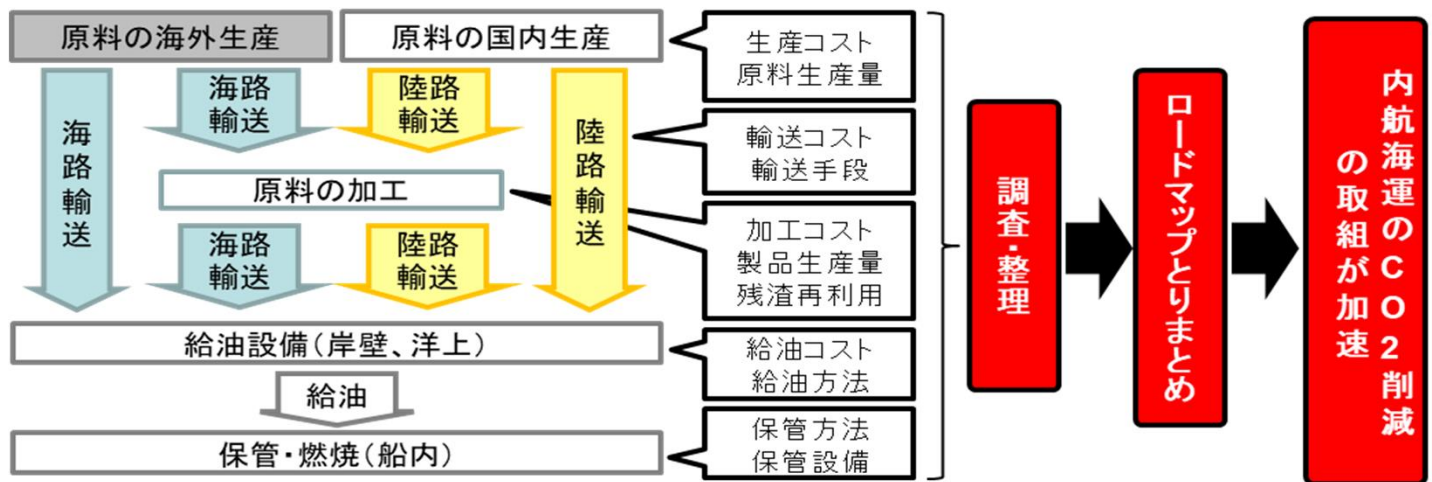 原料の海外生産
原料の国内生産
海路輸送
海路
輸送
陸路
輸送
陸路輸送
原料の加工
海路
輸送
陸路
輸送
給油設備(岸壁、洋上)
給油
保管・燃焼(船内)
生産コスト
原料生産量
輸送コスト
輸送手段
加工コスト
製品生産量
残渣再利用
給油コスト
給油方法
保管方法
保管設備
調査・整理
ロードマップとりまとめ
内航海運のCO2削減
の取組が加速